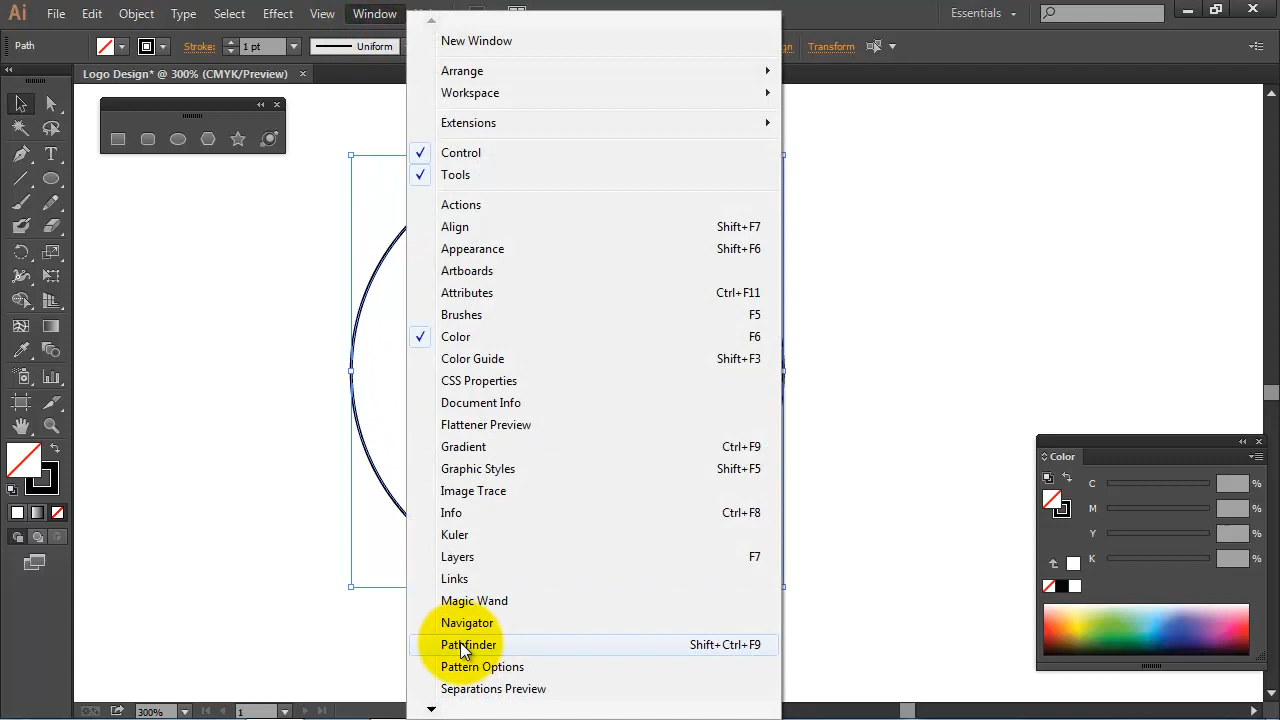 Ai
File
Edit
Object
Type
Select
Effect
View
Window
Essentials
Path
Stroke:
1 pt
Uniform
Transform
Logo Design* @ 300% (CMYK/Preview)
New Window
Arrange
Workspace
Extensions
Control
Tools
Actions
Align Shift+F7
Appearance Shift+F6
Artboards
Attributes Ctrl+F11
Brushes F5
Color F6
Color Guide Shift+F3
CSS Properties
Document Info
Flattener Preview
Gradient Ctrl+F9
Graphic Styles Shift+F5
Image Trace
Info Ctrl+F8
Kuler
Layers F7
Links
Magic Wand
Navigator
Pathfinder Shift+Ctrl+F9
Pattern Options
Separations Preview
Color
C %
M %
Y %
K %
300%
1